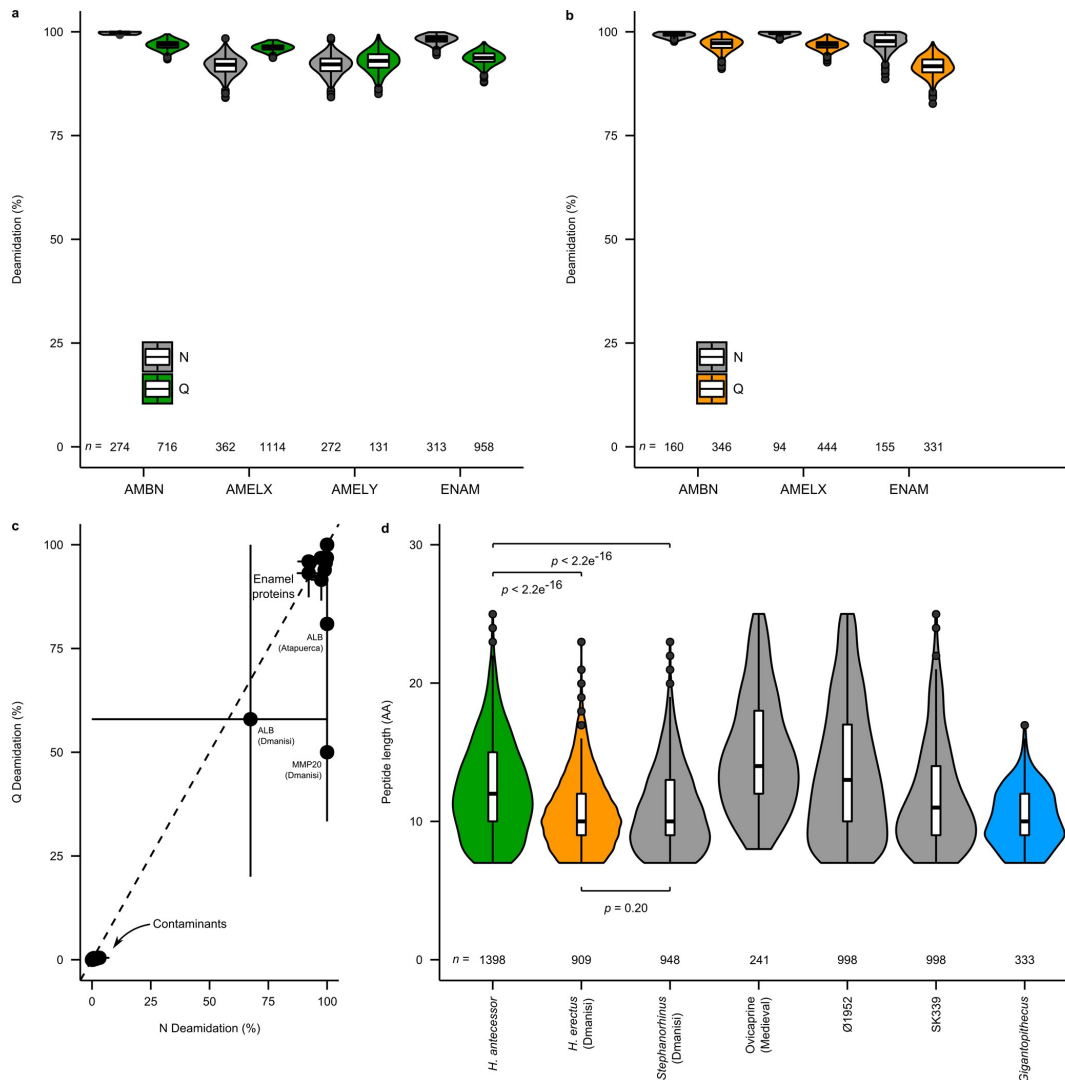 a
100
75
50
25
0
Deamidation (%)
N
Q
n = 274 716 362 1114 272 131 313 958
AMBN AMELX AMELY ENAM
b
100
75
50
25
0
Deamidation (%)
N
Q
n = 160 346 94 444 155 331
AMBN AMELX ENAM
c
100
75
50
25
0
Q Deamidation (%)
Enamel
proteins
ALB
(Atapuerca)
ALB
(Dmanisi)
MMP20
(Dmanisi)
Contaminants
0 25 50 75 100
N Deamidation (%)
d
30
20
10
0
Peptide length (AA)
p < 2.2e-16
p < 2.2e-16
p = 0.20
n = 1398 909 948 241 998 998 333
H. antecessor
H. erectus
(Dmanisi)
Stephanorhinus
(Dmanisi)
Ovicaprine
(Medieval)
Ø1952
SK339
Gigantopithecus